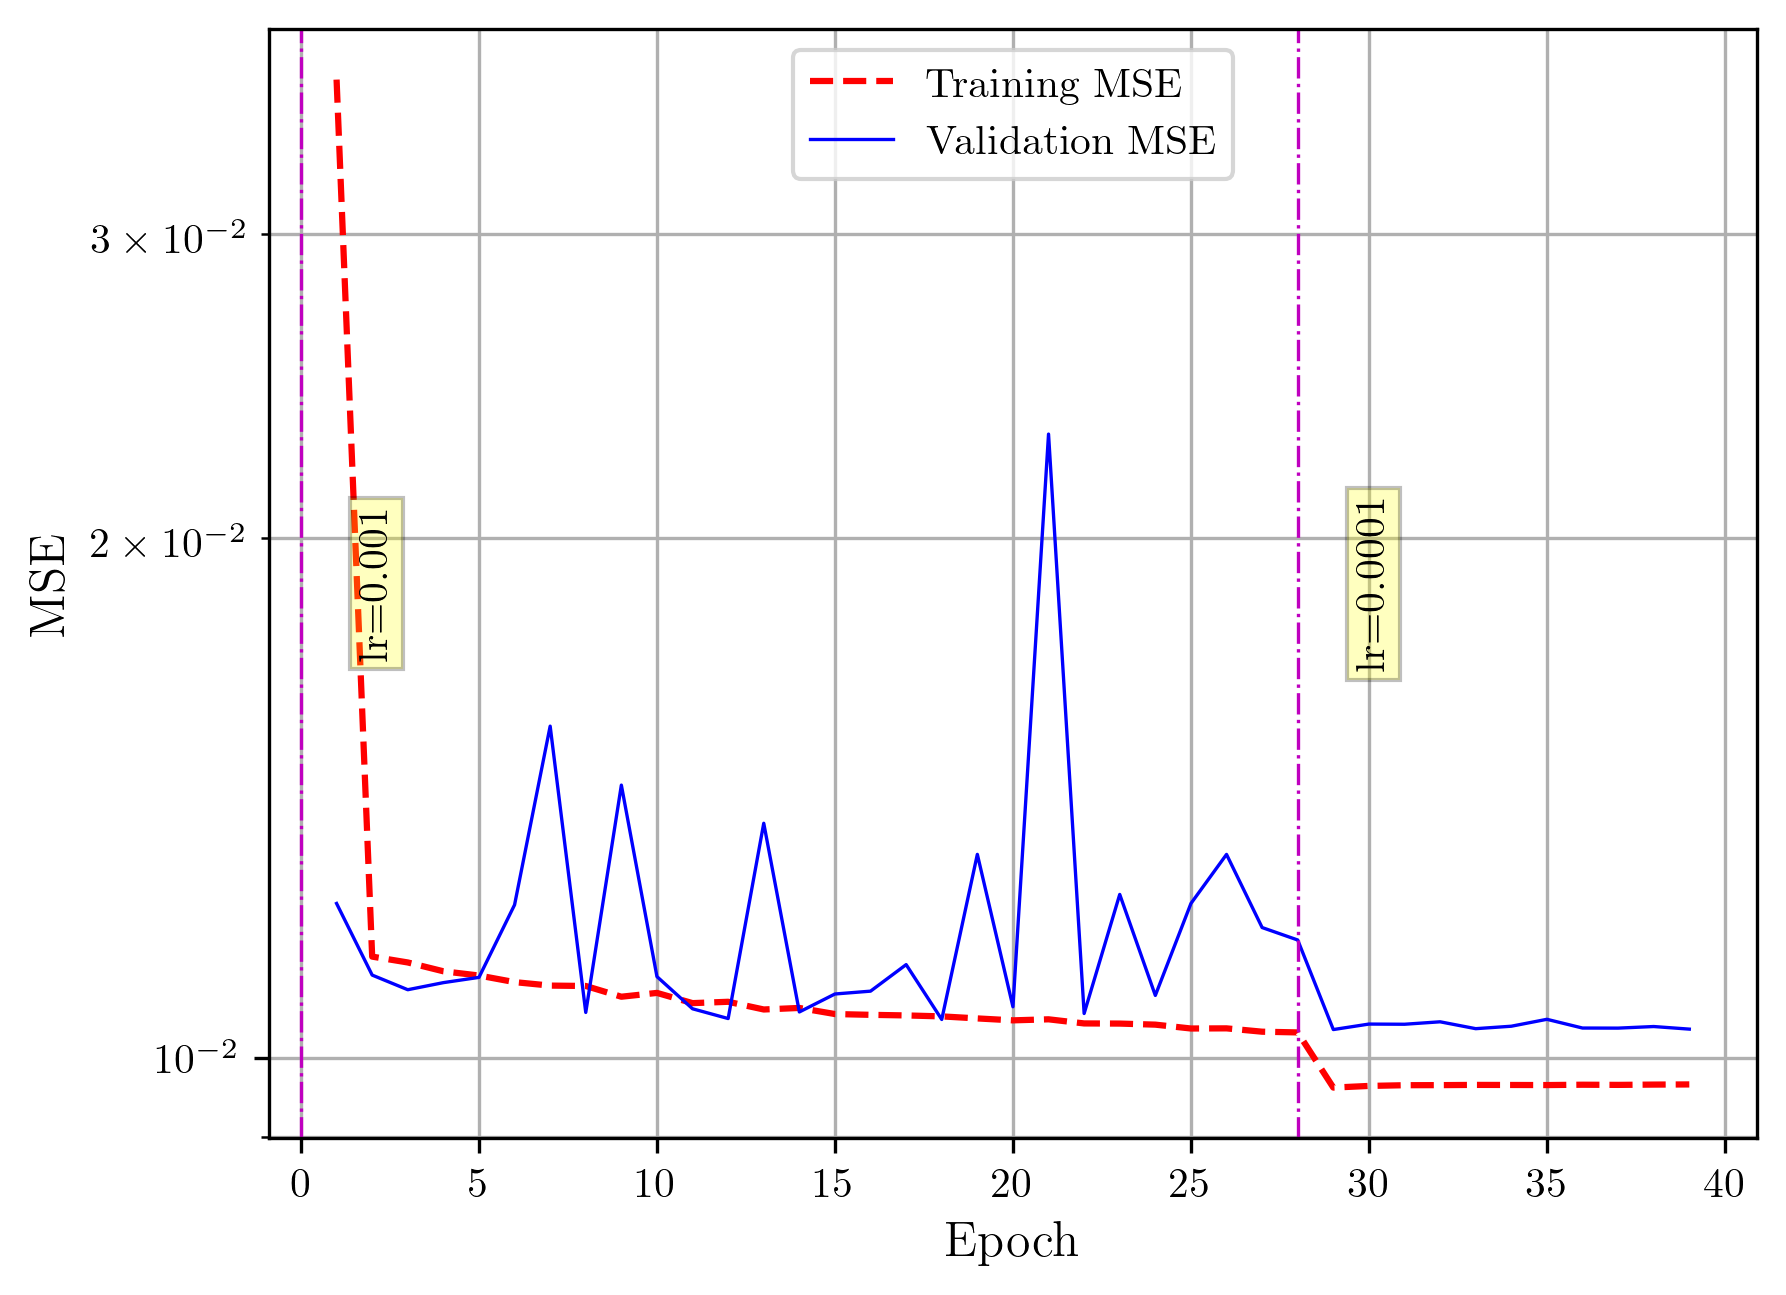 Training MSE
Validation MSE
3 × 10⁻²
2 × 10⁻²
10⁻²
MSE
lr=0.001
lr=0.0001
0 5 10 15 20 25 30 35 40
Epoch